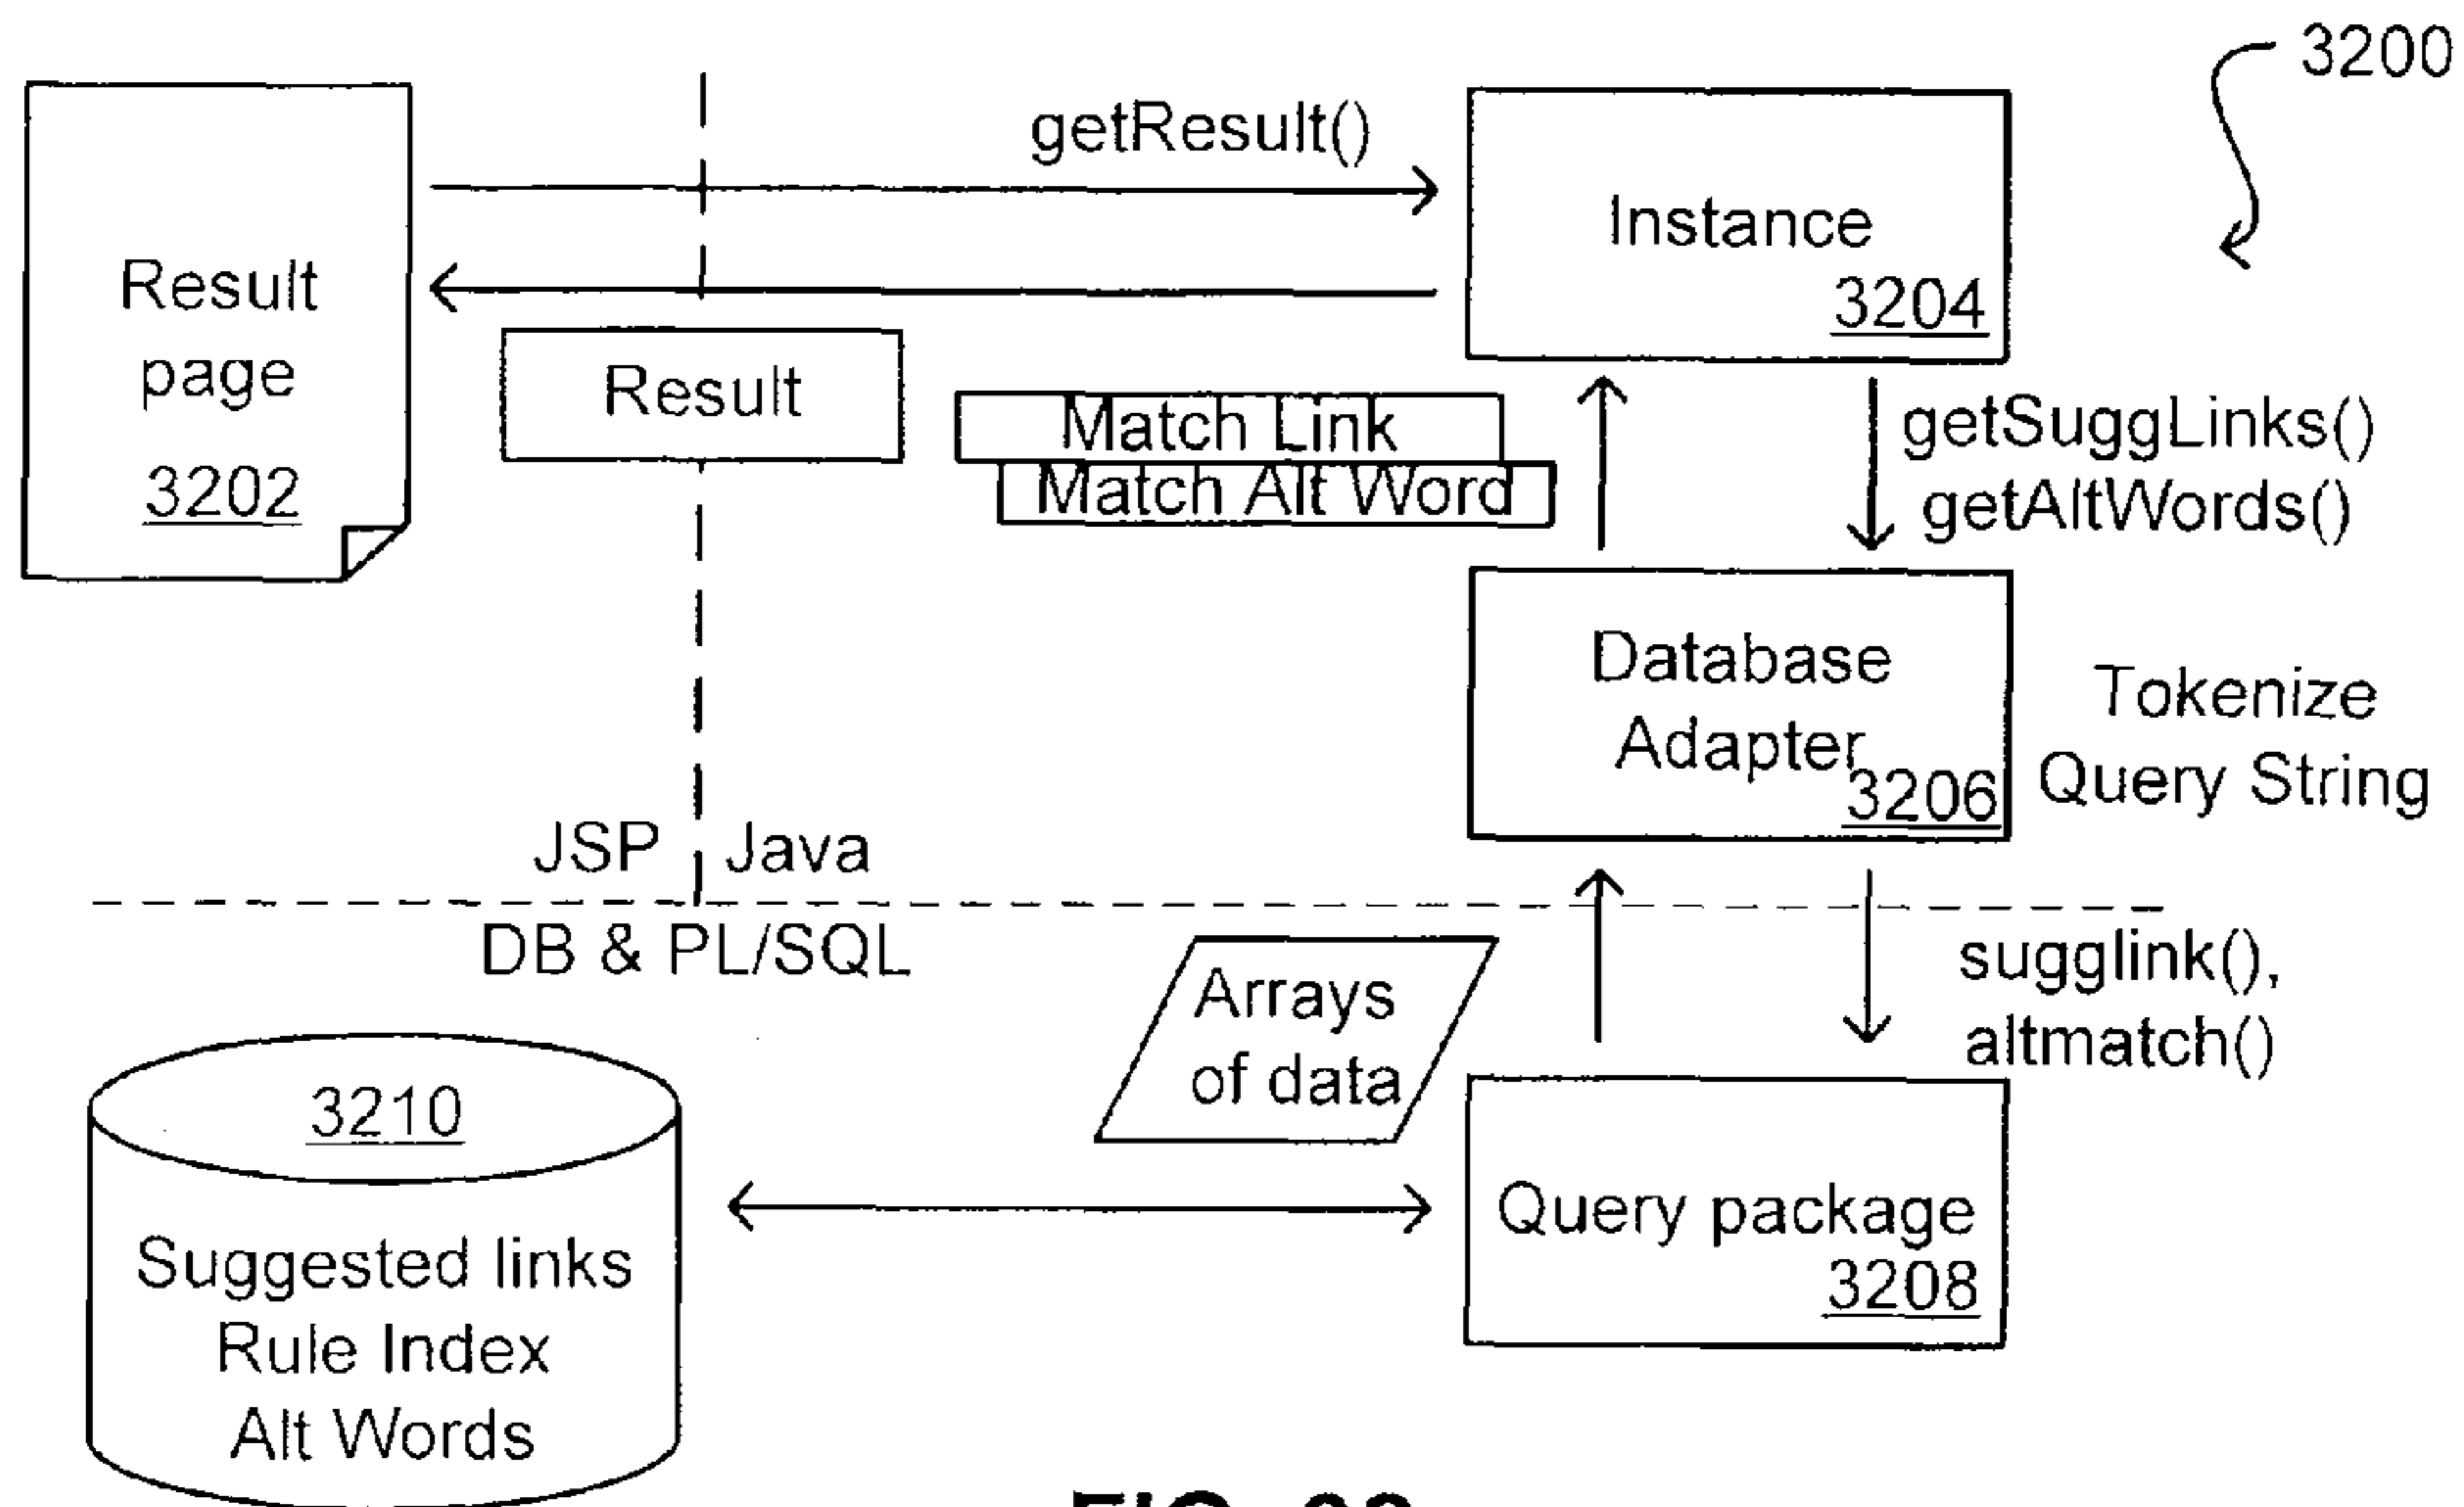 3200
getResult()
Instance
3204
Result
page
3202
Result
Match Link
Match Alt Word
getSuggLinks()
getAltWords()
Database
Adapter
3206
Tokenize
Query String
JSP
Java
DB & PL/SQL
Arrays
of data
sugglink(),
altmatch()
3210
Suggested links
Rule Index
Alt Words
Query package
3208